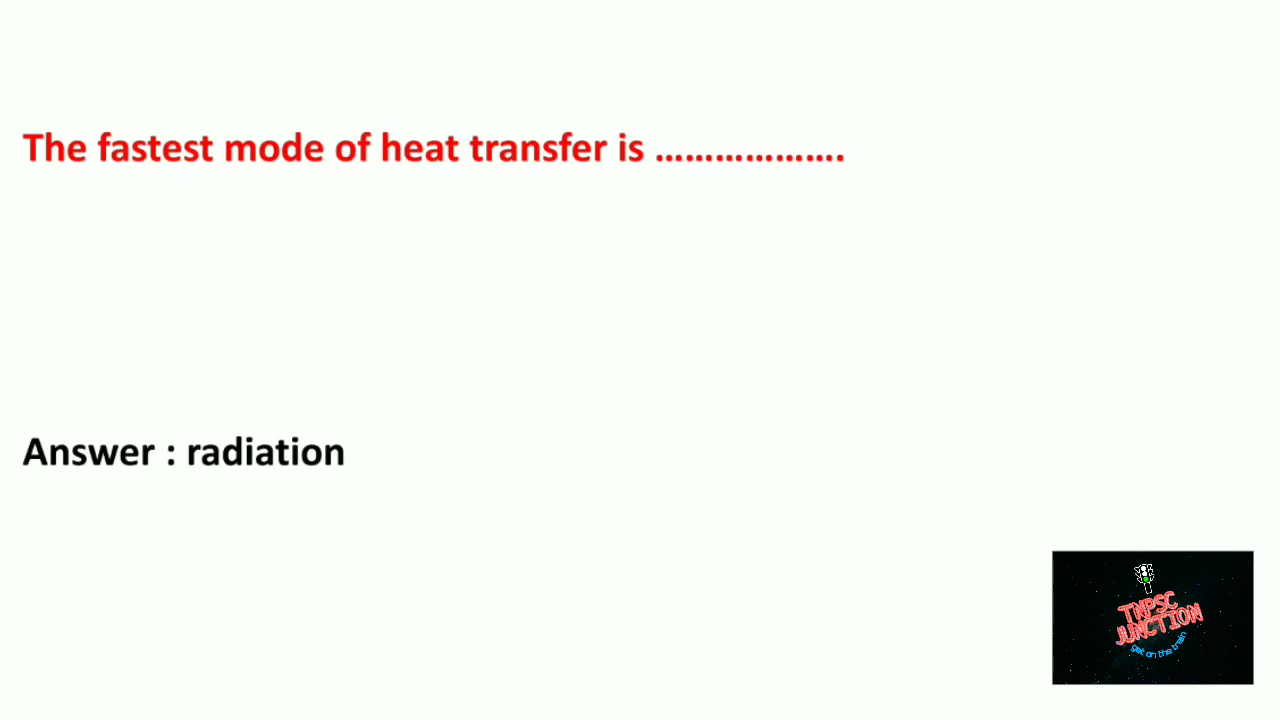 The fastest mode of heat transfer is ...................
Answer : radiation
TNPSC
JUNCTION
get on the train